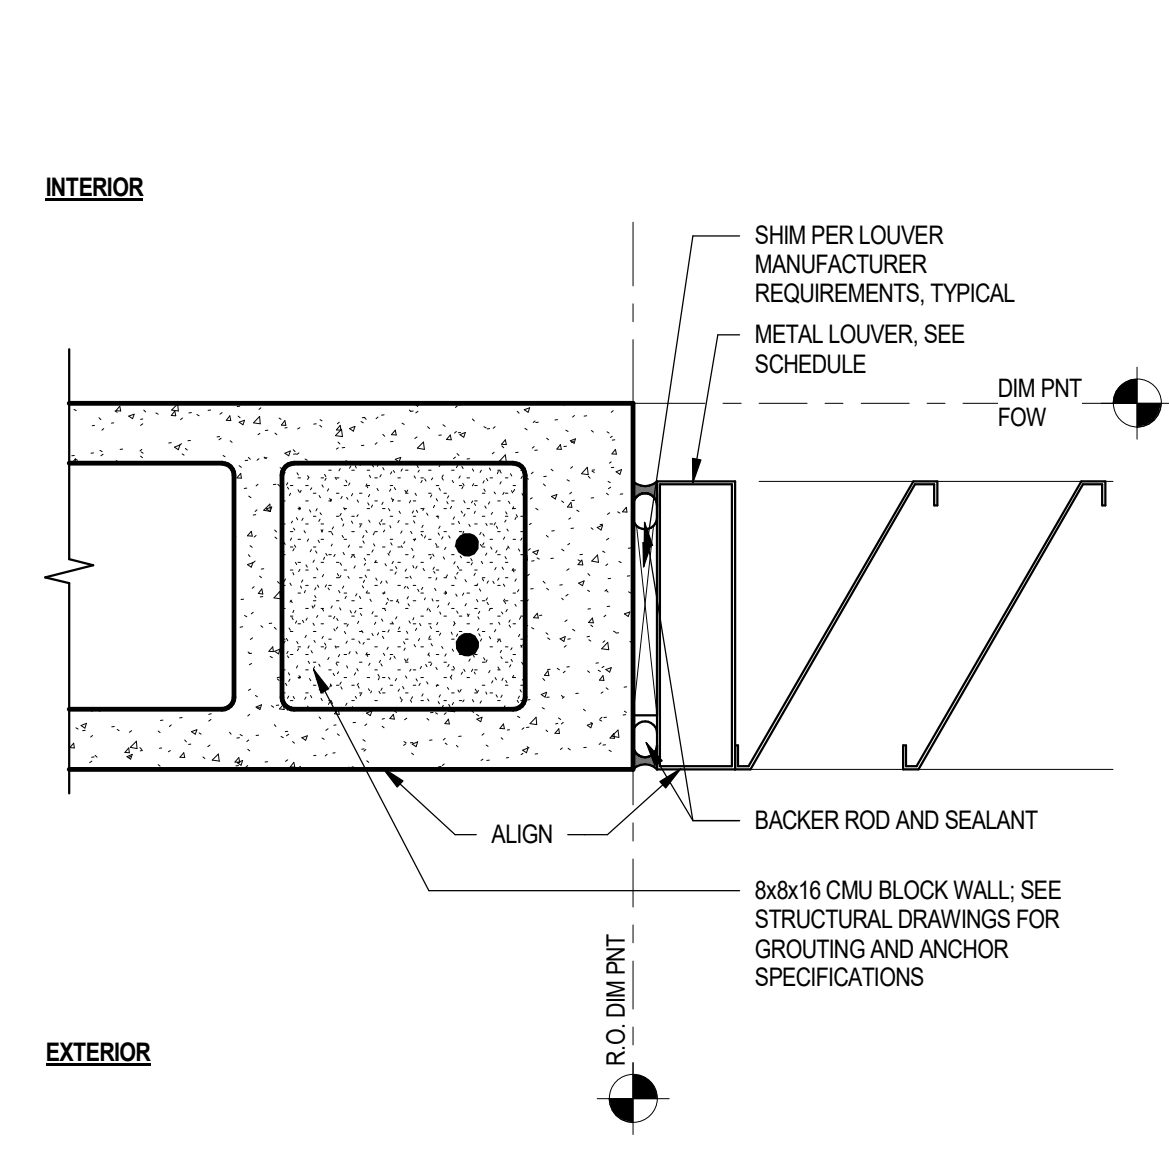 INTERIOR
SHIM PER LOUVER
MANUFACTURER
REQUIREMENTS, TYPICAL
METAL LOUVER, SEE
SCHEDULE
DIM PNT
FOW
BACKER ROD AND SEALANT
ALIGN
8x8x16 CMU BLOCK WALL; SEE
STRUCTURAL DRAWINGS FOR
GROUTING AND ANCHOR
SPECIFICATIONS
R.O. DIM PNT
EXTERIOR